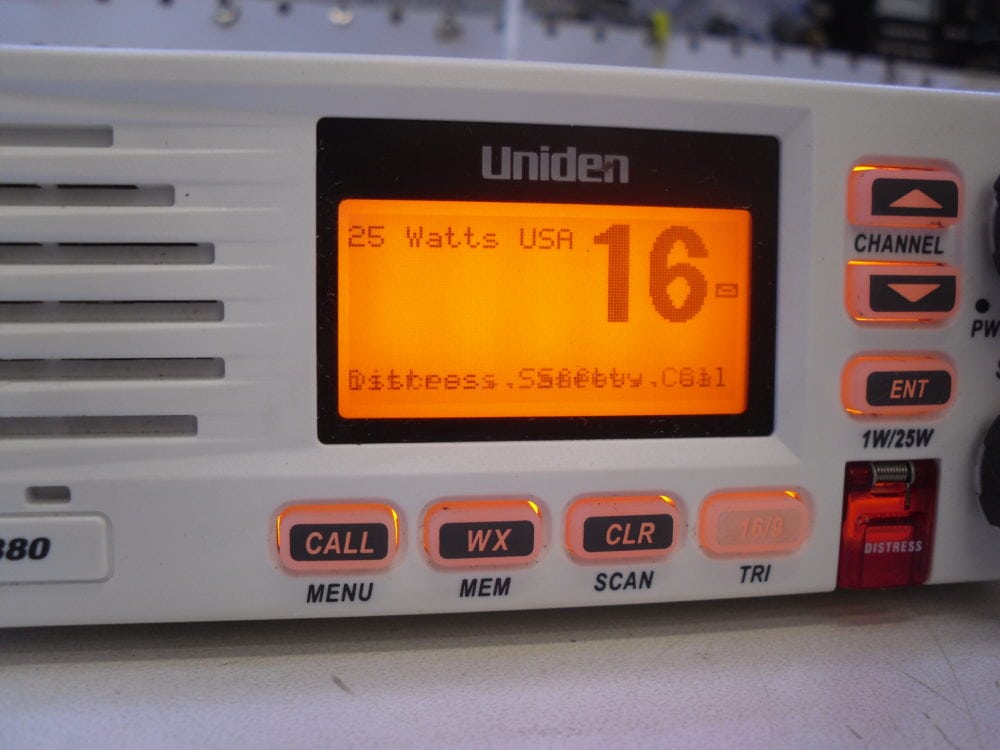 Uniden
25 Watts USA 16
CHANNEL
PW
ENT
1W/25W
DISTRESS
CALL WX CLR 16/9
MENU MEM SCAN TRI
380